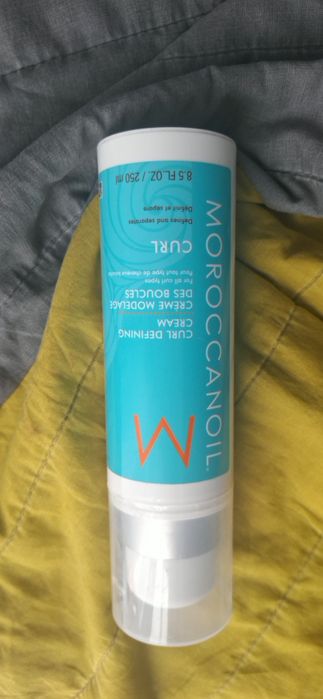 M
MOROCCANOIL®
CURL DEFINING
CREAM
CRÈME MODELAGE
DES BOUCLES
For all curl types
Pour tout type de cheveux bouclés
CURL
Defines and separates
Définit et sépare
8.5 FL.OZ. / 250 ml